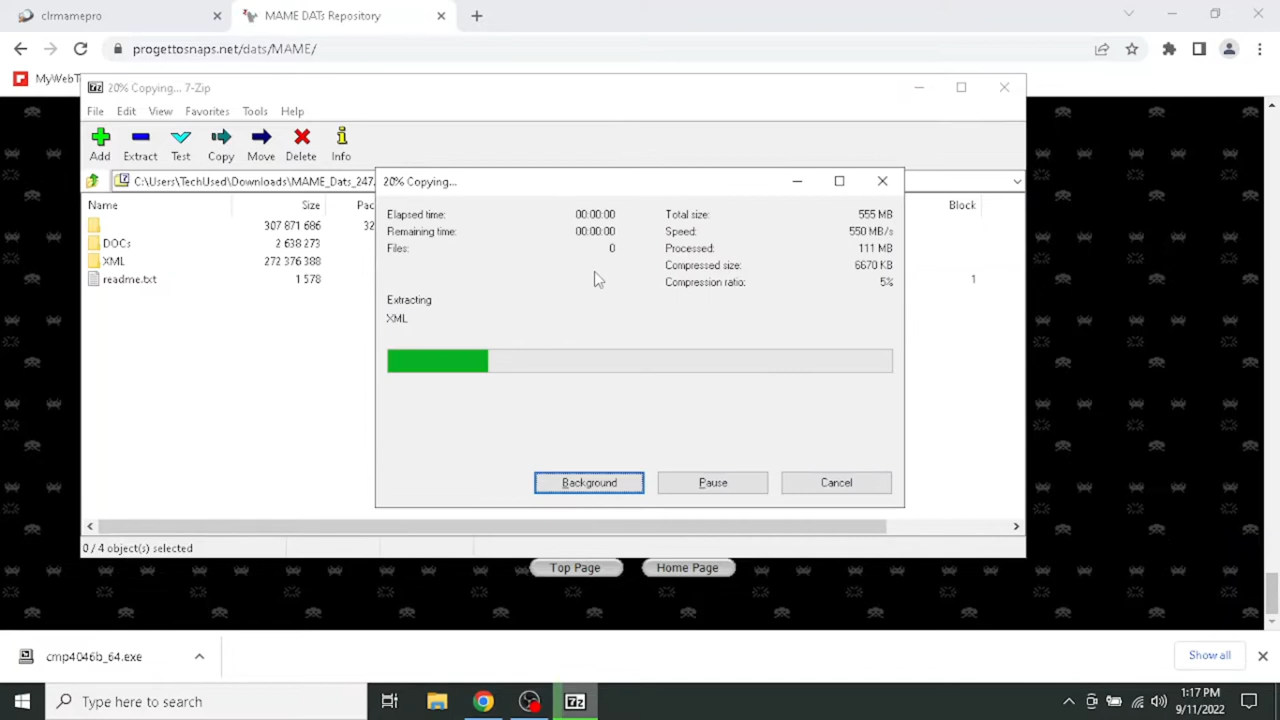 clrmamepro
MAME DATs Repository
progettosnaps.net/dats/MAME/
MyWebT
20% Copying... 7-Zip
File Edit View Favorites Tools Help
Add Extract Test Copy Move Delete Info
C:\Users\TechUsed\Downloads\MAME_Dats_247.
Name Size Pac Block
307 871 686 32
DOCs 2 638 273
XML 272 376 388
readme.txt 1 578 1
20% Copying...
Elapsed time: 00:00:00 Total size: 555 MB
Remaining time: 00:00:00 Speed: 550 MB/s
Files: 0 Processed: 111 MB
Compressed size: 6670 KB
Compression ratio: 5%
Extracting
XML
Background Pause Cancel
0 / 4 object(s) selected
Top Page Home Page
cmp4046b_64.exe
Show all
Type here to search
7z
1:17 PM
9/11/2022